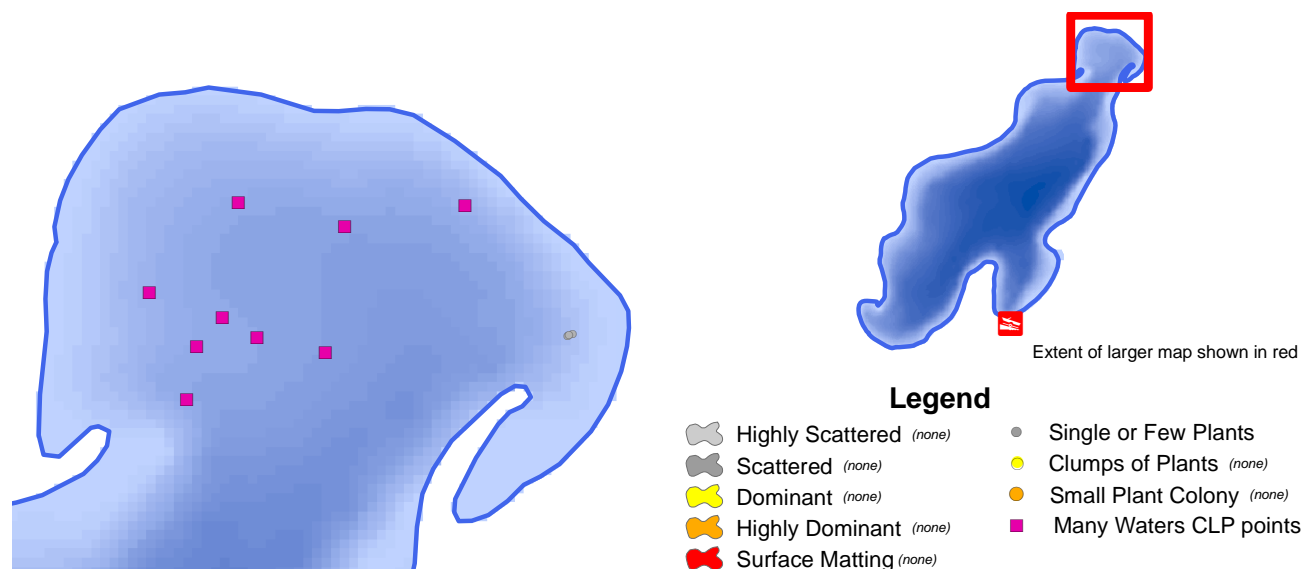 Extent of larger map shown in red
Legend
Highly Scattered (none)
Scattered (none)
Dominant (none)
Highly Dominant (none)
Surface Matting (none)
Single or Few Plants
Clumps of Plants (none)
Small Plant Colony (none)
Many Waters CLP points